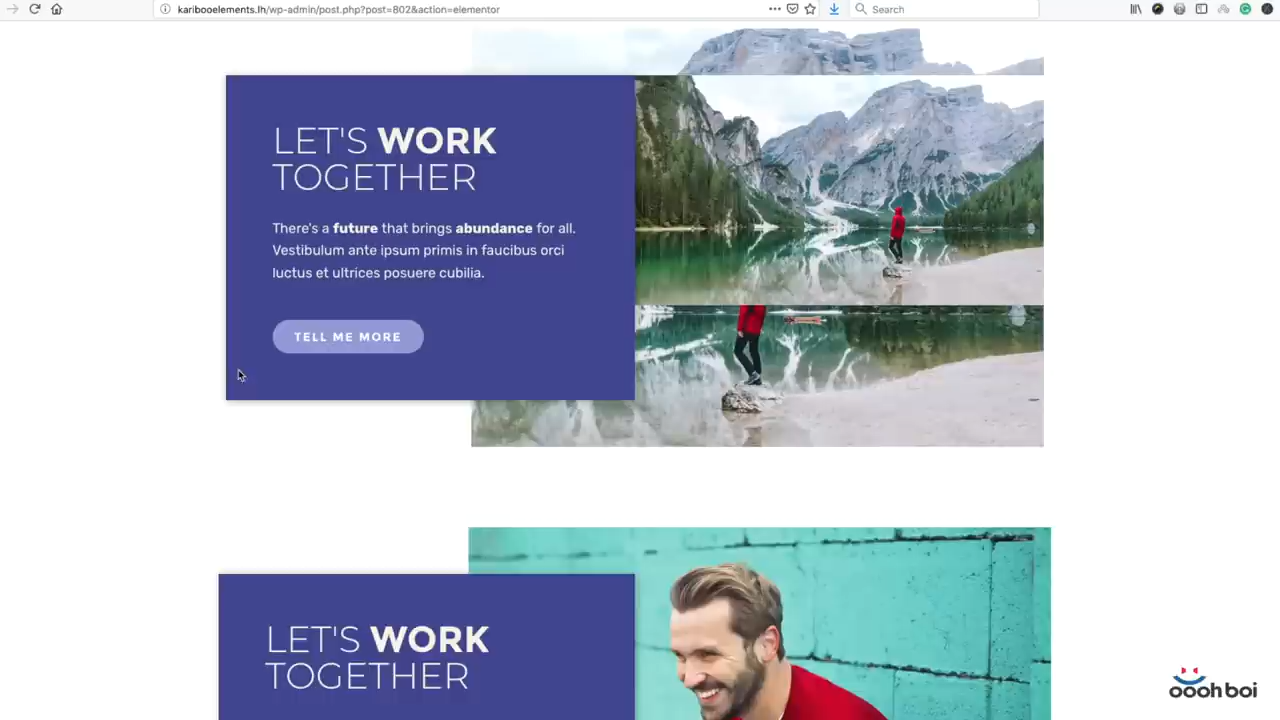 karibooelements.lh/wp-admin/post.php?post=802&action=elementor
Search
LET'S WORK
TOGETHER
There's a future that brings abundance for all.
Vestibulum ante ipsum primis in faucibus orci
luctus et ultrices posuere cubilia.
TELL ME MORE
LET'S WORK
TOGETHER
oooh boi